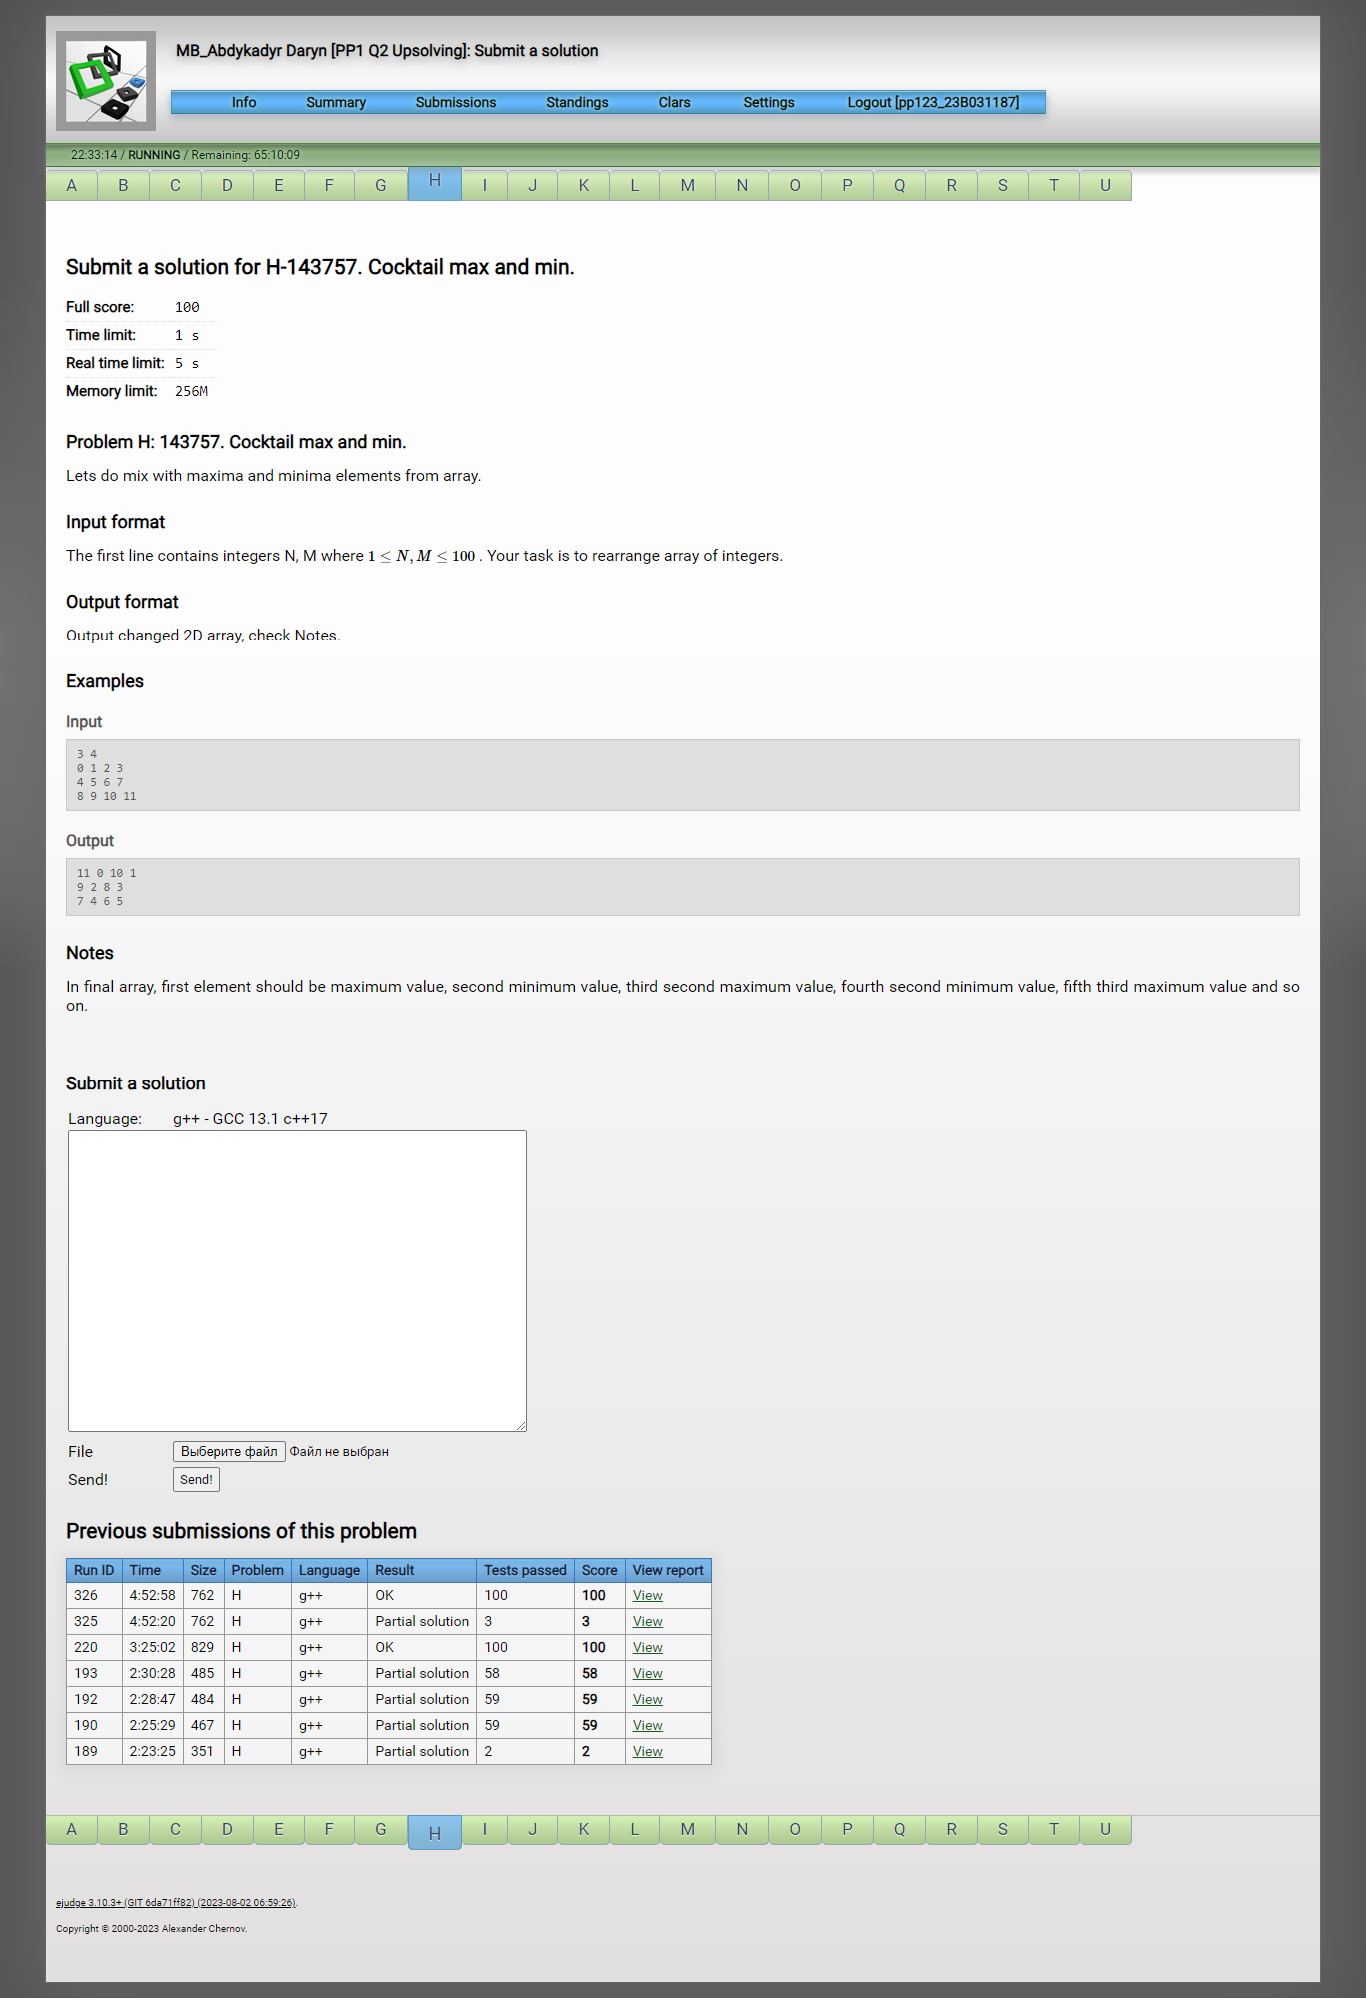 MB_Abdykadyr Daryn [PP1 Q2 Upsolving]: Submit a solution
Info Summary Submissions Standings Clars Settings Logout [pp123_23B031187]
22:33:14 / RUNNING / Remaining: 65:10:09
A B C D E F G H I J K L M N O P Q R S T U
Submit a solution for H-143757. Cocktail max and min.
Full score: 100
Time limit: 1 s
Real time limit: 5 s
Memory limit: 256M
Problem H: 143757. Cocktail max and min.
Lets do mix with maxima and minima elements from array.
Input format
The first line contains integers N, M where 1 ≤ N, M ≤ 100 . Your task is to rearrange array of integers.
Output format
Output changed 2D array, check Notes.
Examples
Input
3 4
0 1 2 3
4 5 6 7
8 9 10 11
Output
11 0 10 1
9 2 8 3
7 4 6 5
Notes
In final array, first element should be maximum value, second minimum value, third second maximum value, fourth second minimum value, fifth third maximum value and so
on.
Submit a solution
Language: g++ - GCC 13.1 c++17
File Выберите файл Файл не выбран
Send! Send!
Previous submissions of this problem
Run ID Time Size Problem Language Result Tests passed Score View report
326 4:52:58 762 H g++ OK 100 100 View
325 4:52:20 762 H g++ Partial solution 3 3 View
220 3:25:02 829 H g++ OK 100 100 View
193 2:30:28 485 H g++ Partial solution 58 58 View
192 2:28:47 484 H g++ Partial solution 59 59 View
190 2:25:29 467 H g++ Partial solution 59 59 View
189 2:23:25 351 H g++ Partial solution 2 2 View
A B C D E F G H I J K L M N O P Q R S T U
ejudge 3.10.3+ (GIT 6da71ff82) (2023-08-02 06:59:26).
Copyright © 2000-2023 Alexander Chernov.